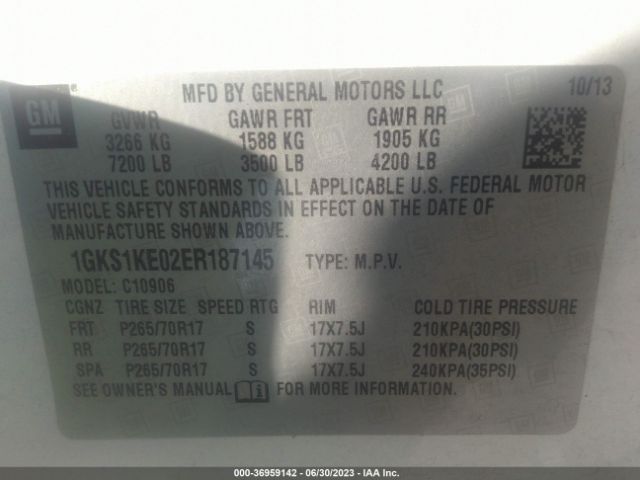 MFD BY GENERAL MOTORS LLC 10/13
GM
GVWR GAWR FRT GAWR RR
3266 KG 1588 KG 1905 KG
7200 LB 3500 LB 4200 LB
THIS VEHICLE CONFORMS TO ALL APPLICABLE U.S. FEDERAL MOTOR
VEHICLE SAFETY STANDARDS IN EFFECT ON THE DATE OF
MANUFACTURE SHOWN ABOVE.
1GKS1KE02ER187145 TYPE: M.P.V.
MODEL: C10906
CGNZ TIRE SIZE SPEED RTG RIM COLD TIRE PRESSURE
FRT P265/70R17 S 17X7.5J 210KPA(30PSI)
RR P265/70R17 S 17X7.5J 210KPA(30PSI)
SPA P265/70R17 S 17X7.5J 240KPA(35PSI)
SEE OWNER'S MANUAL FOR MORE INFORMATION.
000-36959142 - 06/30/2023 - IAA Inc.